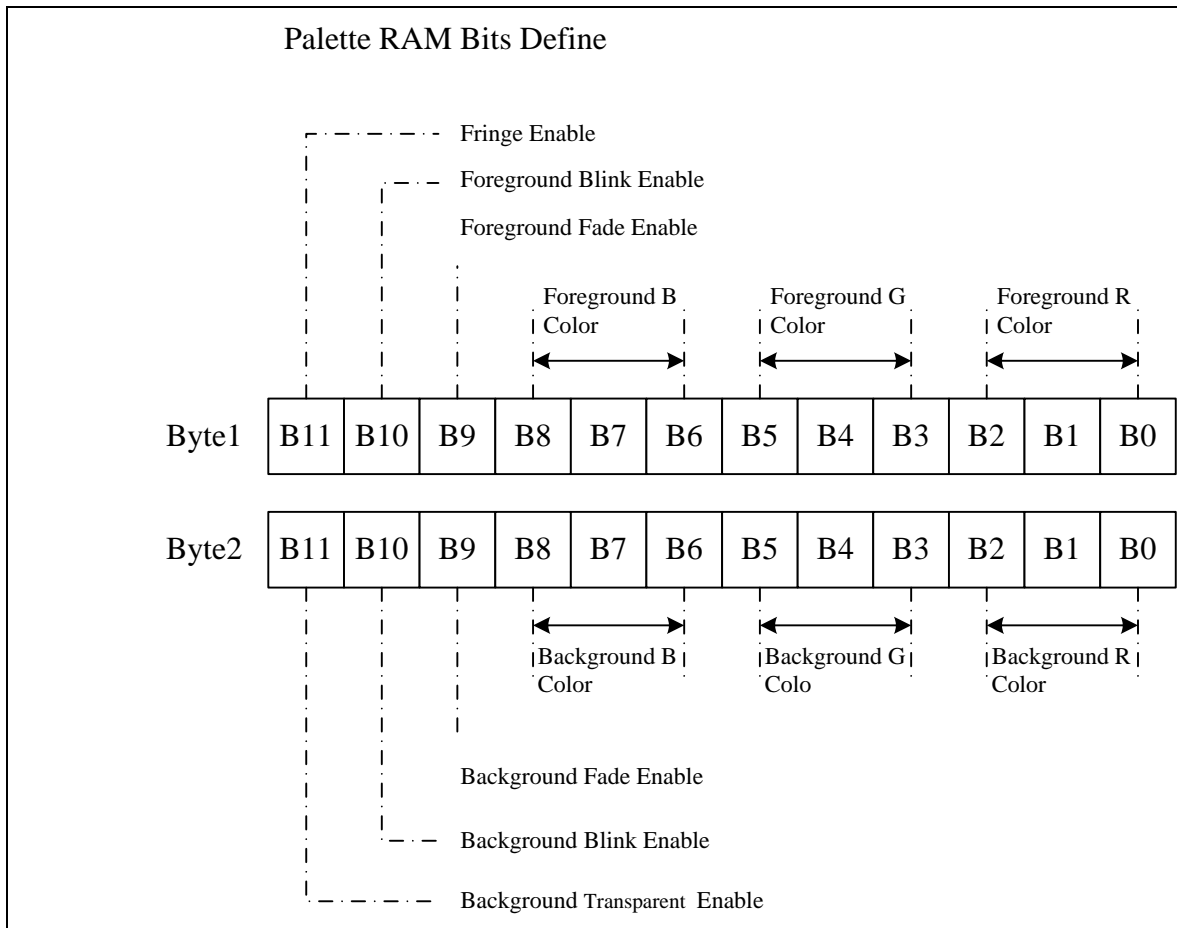 Palette RAM Bits Define
Fringe Enable
Foreground Blink Enable
Foreground Fade Enable
Foreground B
Color
Foreground G
Color
Foreground R
Color
Byte1 B11 B10 B9 B8 B7 B6 B5 B4 B3 B2 B1 B0
Byte2 B11 B10 B9 B8 B7 B6 B5 B4 B3 B2 B1 B0
Background B
Color
Background G
Colo
Background R
Color
Background Fade Enable
Background Blink Enable
Background Transparent Enable